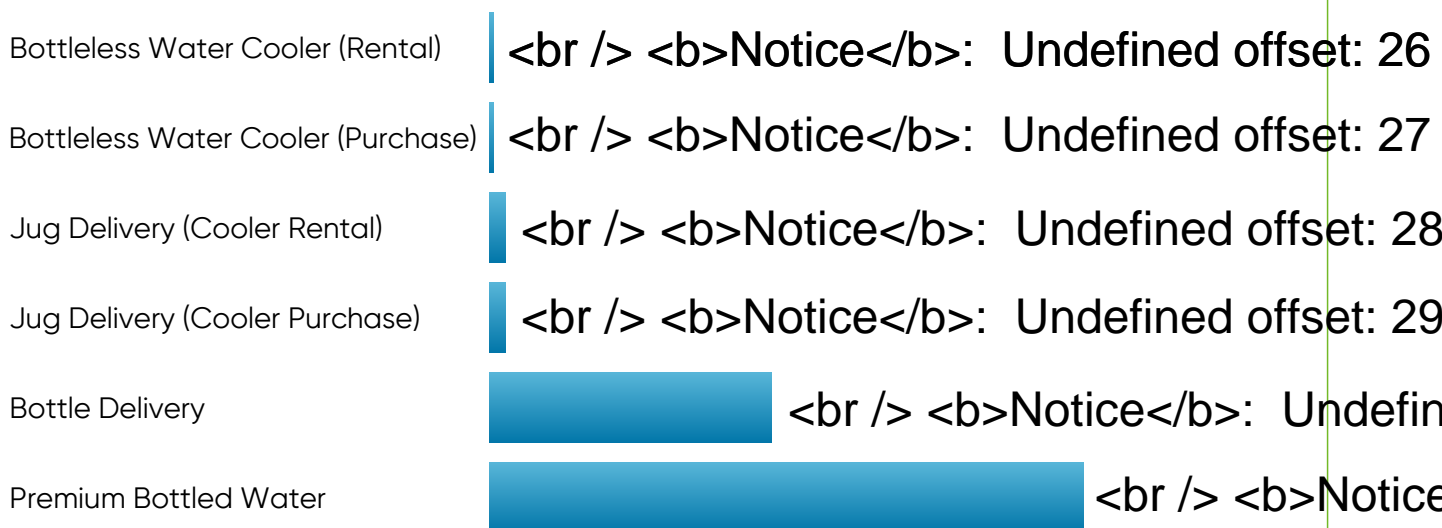 Bottleless Water Cooler (Rental) <br /> <b>Notice</b>: Undefined offset: 26
Bottleless Water Cooler (Purchase) <br /> <b>Notice</b>: Undefined offset: 27
Jug Delivery (Cooler Rental) <br /> <b>Notice</b>: Undefined offset: 28
Jug Delivery (Cooler Purchase) <br /> <b>Notice</b>: Undefined offset: 29
Bottle Delivery <br /> <b>Notice</b>: Undefin
Premium Bottled Water <br /> <b>Notice